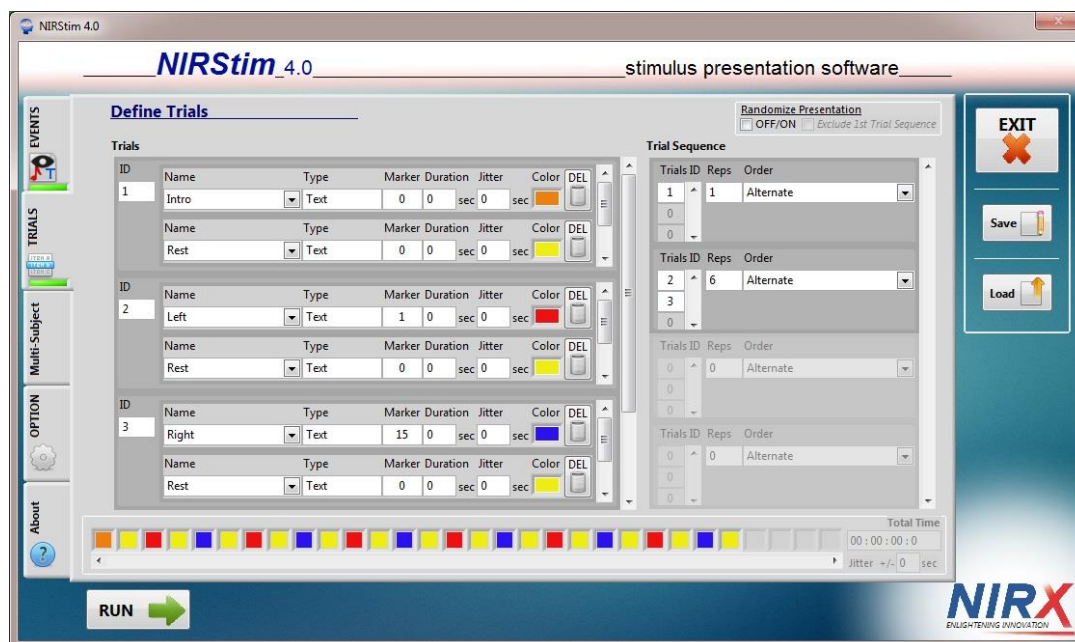 NIRStim 4.0
NIRStim_4.0 stimulus presentation software
Define Trials
Randomize Presentation
OFF/ON Exclude 1st Trial Sequence
Trials
Trial Sequence
EVENTS
TRIALS
Multi-Subject
OPTION
About
ID
1
Name Type Marker Duration Jitter Color DEL
Intro Text 0 0 sec 0 sec
Name Type Marker Duration Jitter Color DEL
Rest Text 0 0 sec 0 sec
ID
2
Name Type Marker Duration Jitter Color DEL
Left Text 1 0 sec 0 sec
Name Type Marker Duration Jitter Color DEL
Rest Text 0 0 sec 0 sec
ID
3
Name Type Marker Duration Jitter Color DEL
Right Text 15 0 sec 0 sec
Name Type Marker Duration Jitter Color DEL
Rest Text 0 0 sec 0 sec
Trials ID Reps Order
1 1 Alternate
0
0
Trials ID Reps Order
2 6 Alternate
3
0
Trials ID Reps Order
0 0 Alternate
0
0
Trials ID Reps Order
0 0 Alternate
0
0
Total Time
00 : 00 : 00 : 0
Jitter +/- 0 sec
EXIT
Save
Load
RUN
NIRX
ENLIGHTENING INNOVATION